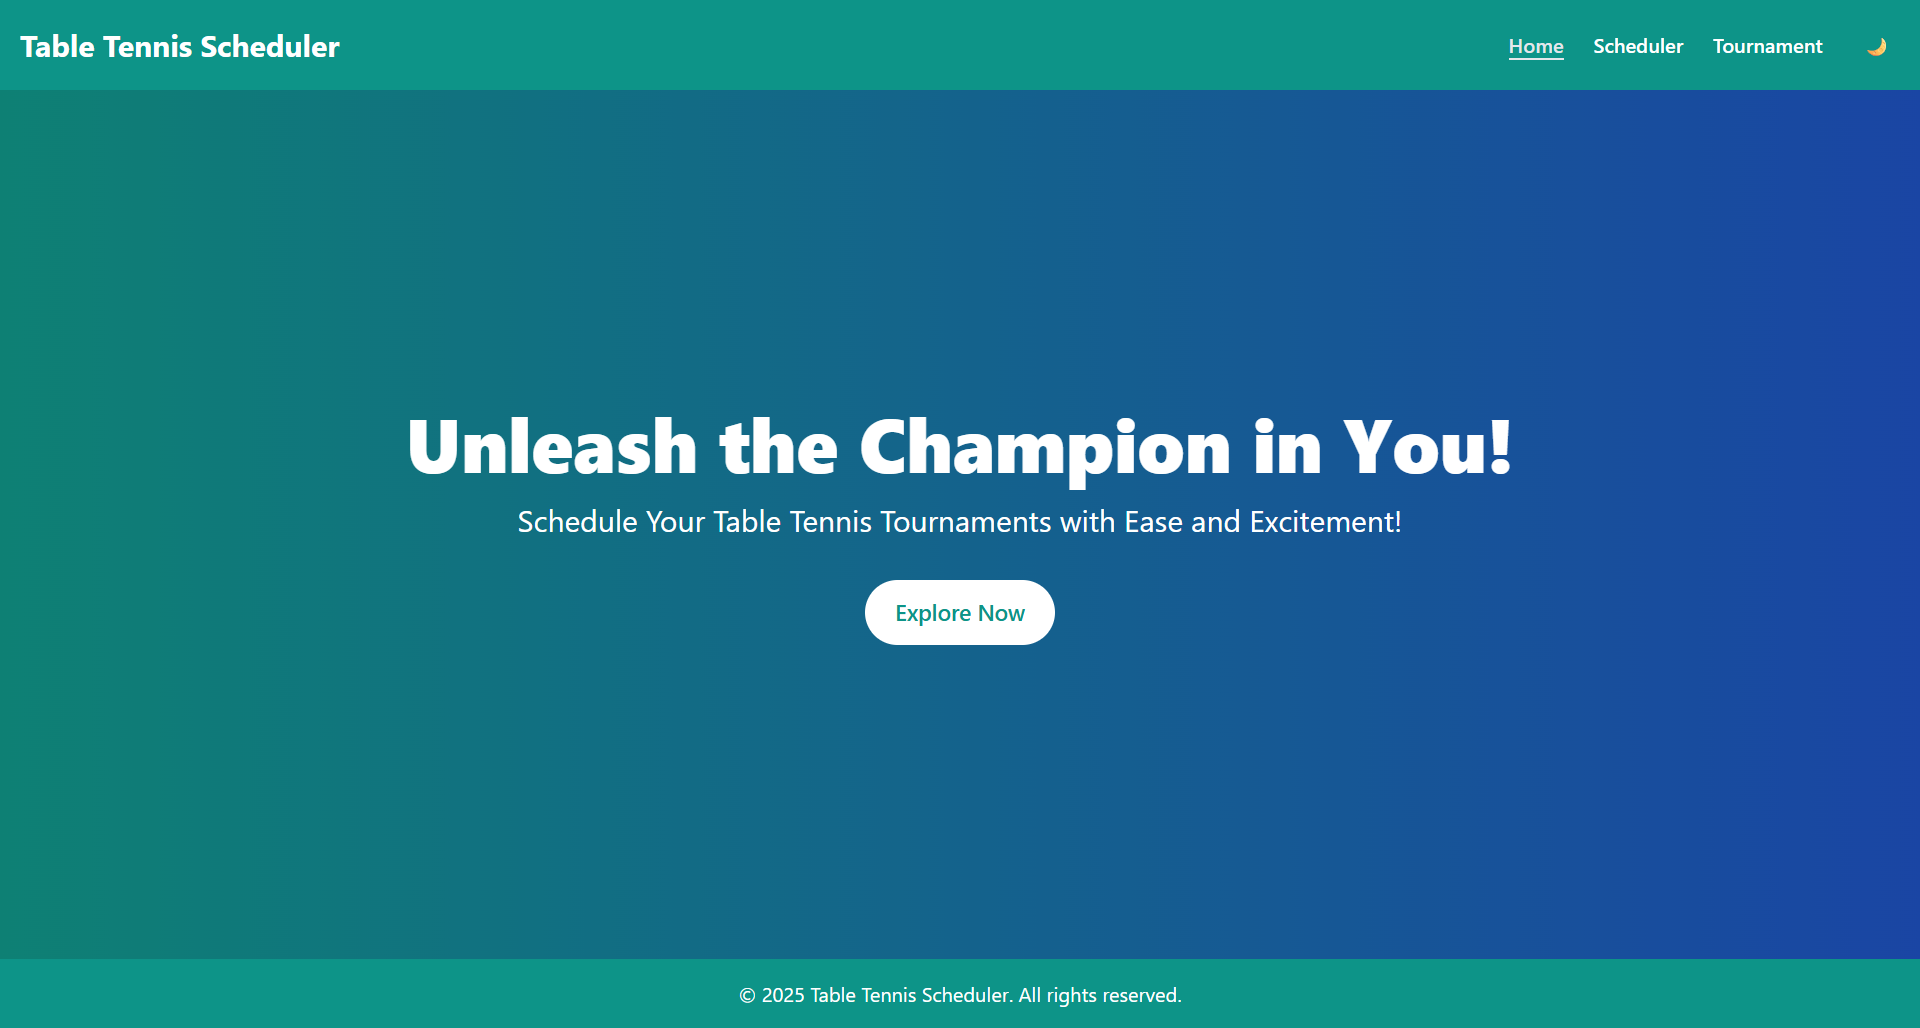 Table Tennis Scheduler
Home Scheduler Tournament
Unleash the Champion in You!
Schedule Your Table Tennis Tournaments with Ease and Excitement!
Explore Now
© 2025 Table Tennis Scheduler. All rights reserved.